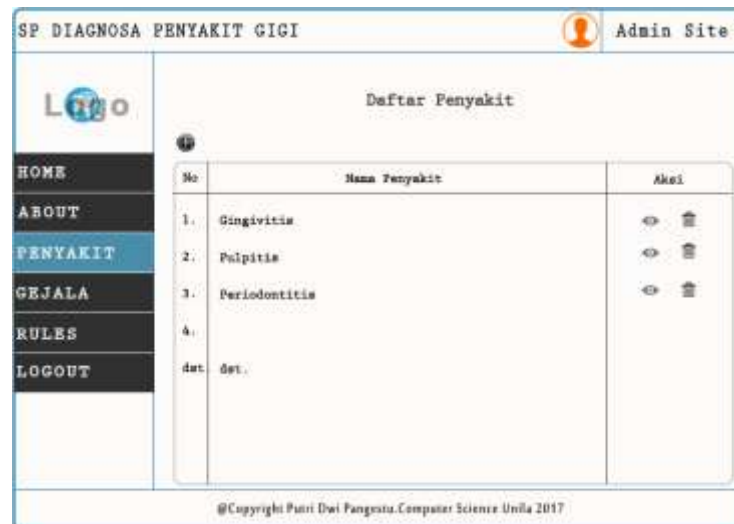 SP DIAGNOSA PENYAKIT GIGI
Admin Site
Logo
Daftar Penyakit
HOME
ABOUT
PENYAKIT
GEJALA
RULES
LOGOUT
No Nama Penyakit Aksi
1. Gingivitis
2. Pulpitis
3. Periodontitis
4.
dst dst.
@Copyright Putri Dwi Pangestu.Computer Science Unila 2017